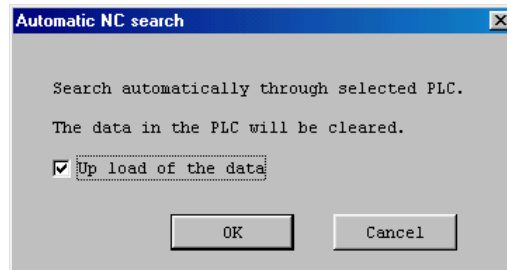 Automatic NC search
Search automatically through selected PLC.
The data in the PLC will be cleared.
Up load of the data
OK
Cancel